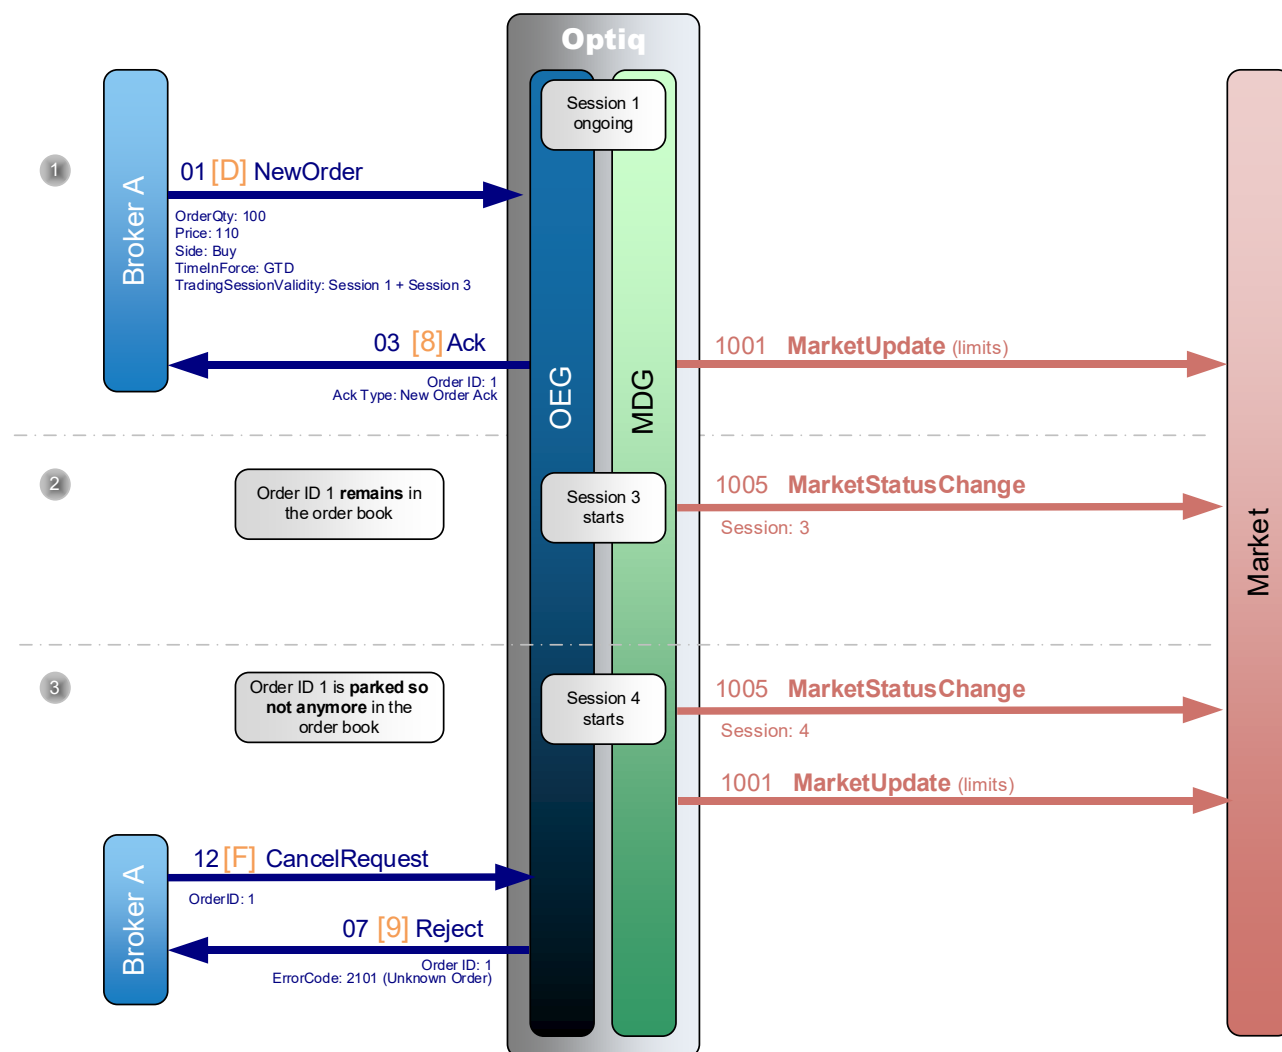 Optiq
Session 1
ongoing
1
Broker A
01 [D] NewOrder
OrderQty: 100
Price: 110
Side: Buy
TimeInForce: GTD
TradingSessionValidity: Session 1 + Session 3
03 [8] Ack
Order ID: 1
Ack Type: New Order Ack
OEG
MDG
1001 MarketUpdate (limits)
Market
2
Order ID 1 remains in
the order book
Session 3
starts
1005 MarketStatusChange
Session: 3
3
Order ID 1 is parked so
not anymore in the
order book
Session 4
starts
1005 MarketStatusChange
Session: 4
1001 MarketUpdate (limits)
Broker A
12 [F] CancelRequest
OrderID: 1
07 [9] Reject
Order ID: 1
ErrorCode: 2101 (Unknown Order)